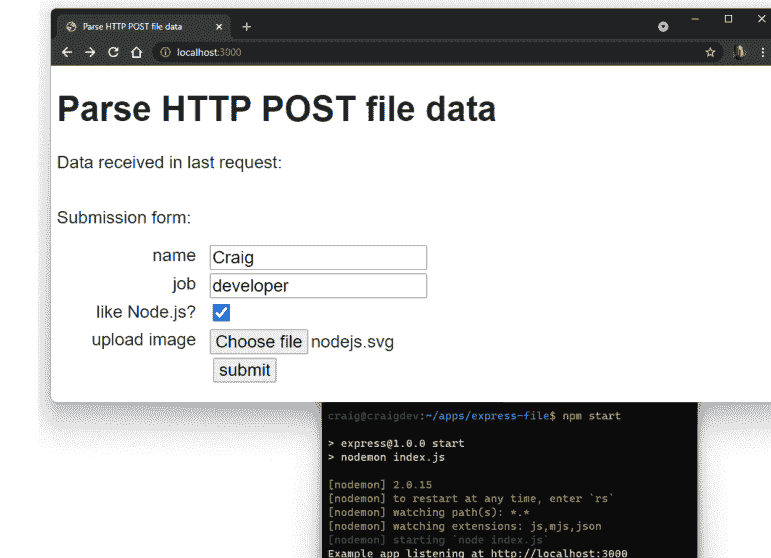 Parse HTTP POST file data
localhost:3000
Parse HTTP POST file data
Data received in last request:
Submission form:
name Craig
job developer
like Node.js?
upload image Choose file nodejs.svg
submit
craig@craigdev:~/apps/express-file$ npm start
> express@1.0.0 start
> nodemon index.js
[nodemon] 2.0.15
[nodemon] to restart at any time, enter `rs`
[nodemon] watching path(s): *.*
[nodemon] watching extensions: js,mjs,json
[nodemon] starting `node index.js`
Example app listening at http://localhost:3000